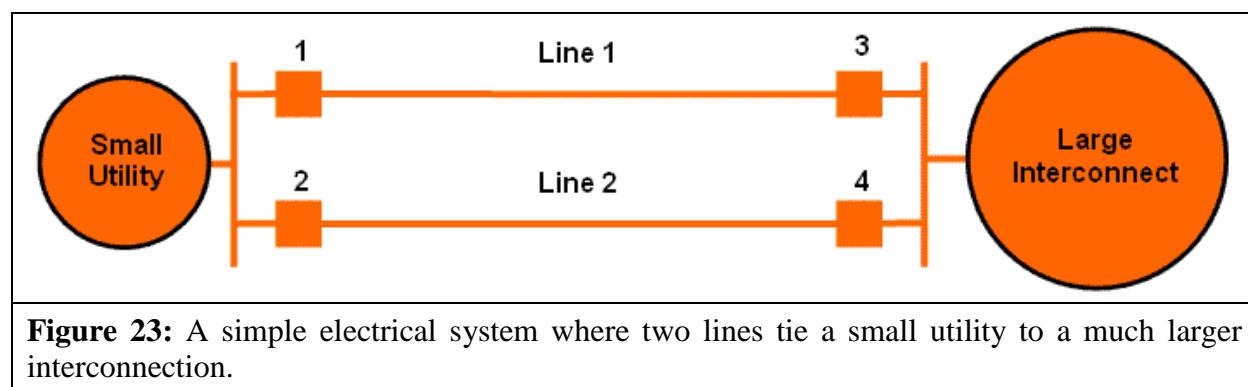 1 Line 1 3
Small
Utility
Large
Interconnect
2 Line 2 4
Figure 23: A simple electrical system where two lines tie a small utility to a much larger
interconnection.